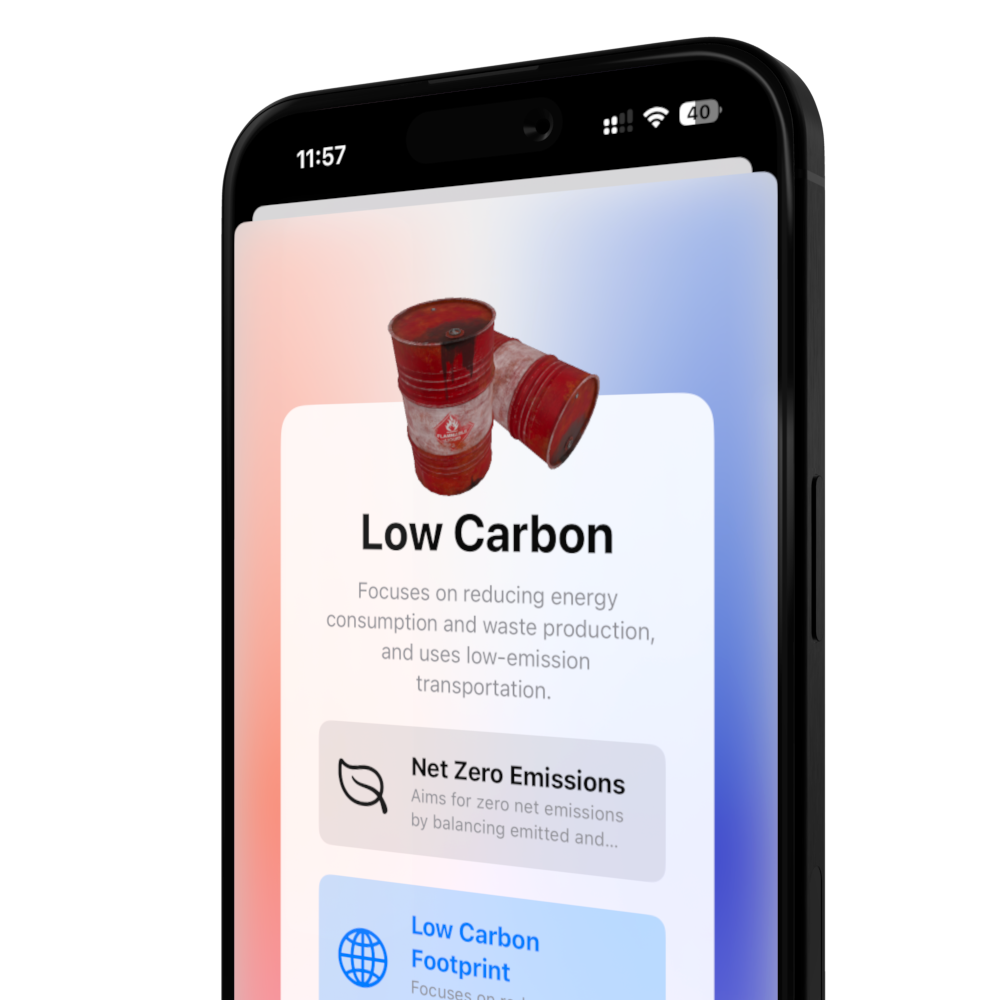 11:57
40
Low Carbon
Focuses on reducing energy
consumption and waste production,
and uses low-emission
transportation.
Net Zero Emissions
Aims for zero net emissions
by balancing emitted and...
Low Carbon
Footprint
Focuses on